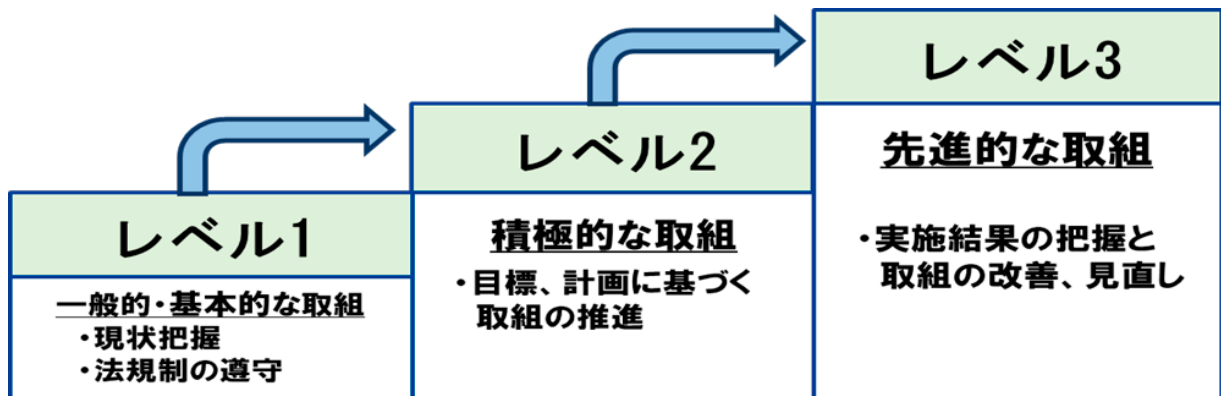 レベル1
一般的・基本的な取組
・現状把握
・法規制の遵守
レベル2
積極的な取組
・目標、計画に基づく
取組の推進
レベル3
先進的な取組
・実施結果の把握と
取組の改善、見直し